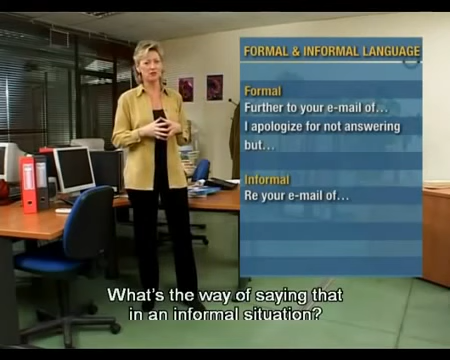 FORMAL & INFORMAL LANGUAGE
Formal
Further to your e-mail of...
I apologize for not answering
but...
Informal
Re your e-mail of...
What's the way of saying that
in an informal situation?